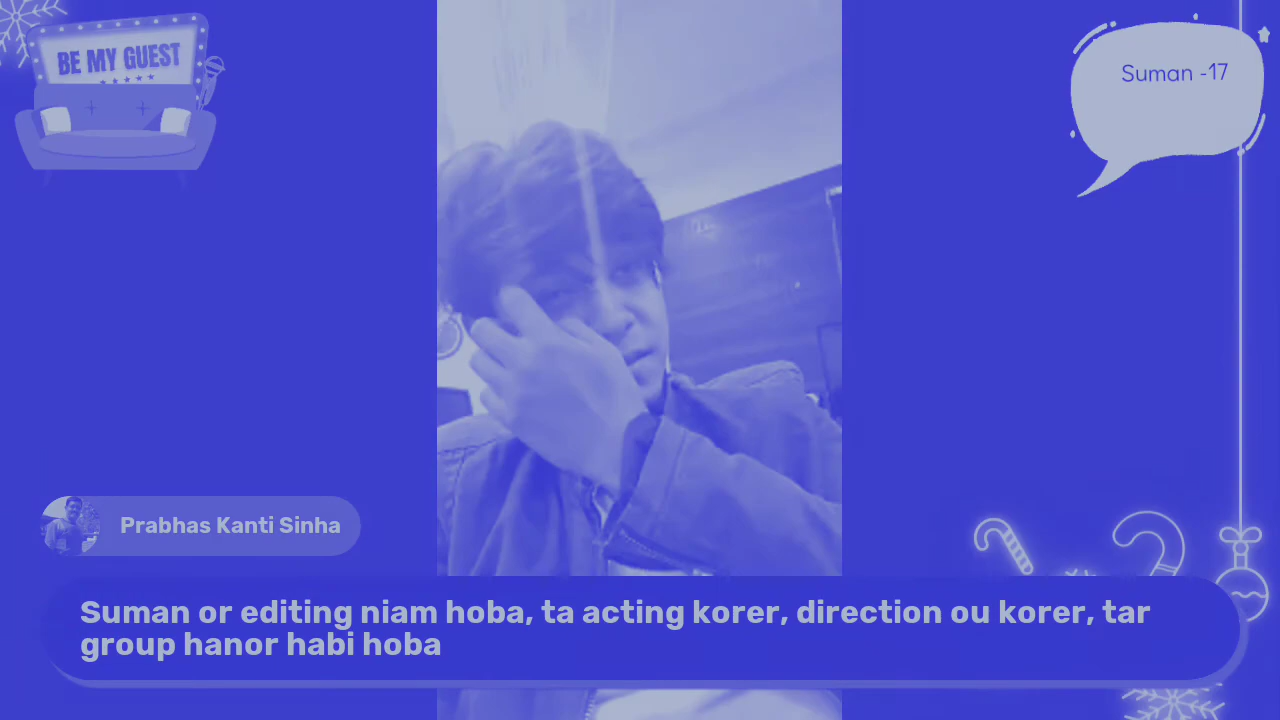 BE MY GUEST
Suman -17
Prabhas Kanti Sinha
Suman or editing niam hoba, ta acting korer, direction ou korer, tar
group hanor habi hoba